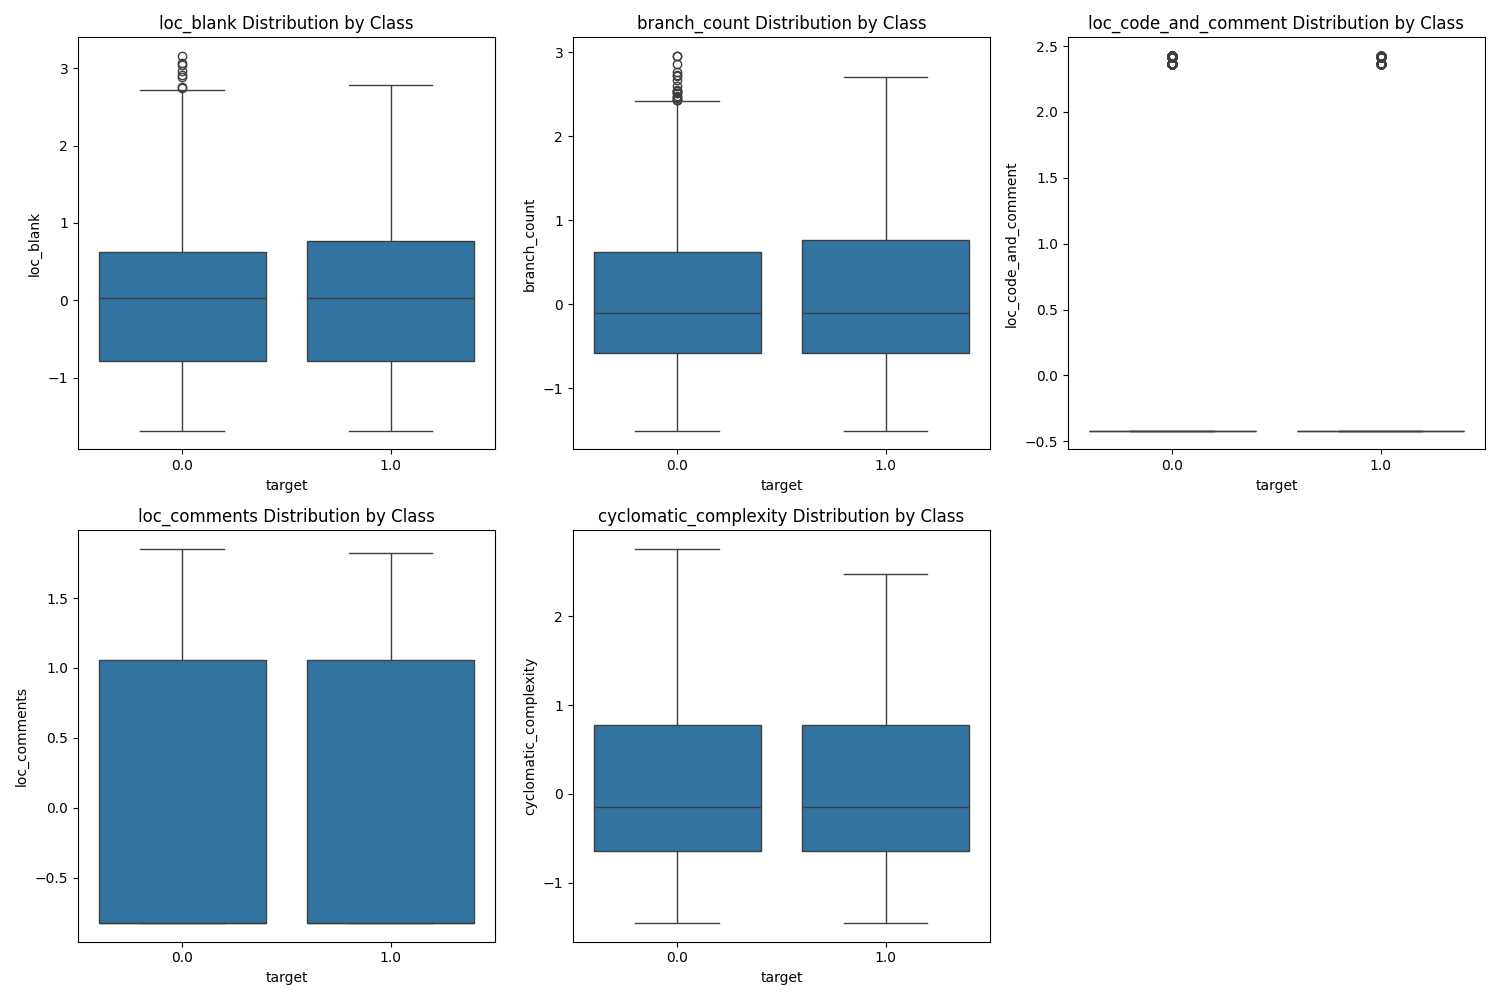 loc_blank Distribution by Class
3
2
1
0
−1
loc_blank
0.0 1.0
target
branch_count Distribution by Class
3
2
1
0
−1
branch_count
0.0 1.0
target
loc_code_and_comment Distribution by Class
2.5
2.0
1.5
1.0
0.5
0.0
−0.5
loc_code_and_comment
0.0 1.0
target
loc_comments Distribution by Class
1.5
1.0
0.5
0.0
−0.5
loc_comments
0.0 1.0
target
cyclomatic_complexity Distribution by Class
2
1
0
−1
cyclomatic_complexity
0.0 1.0
target